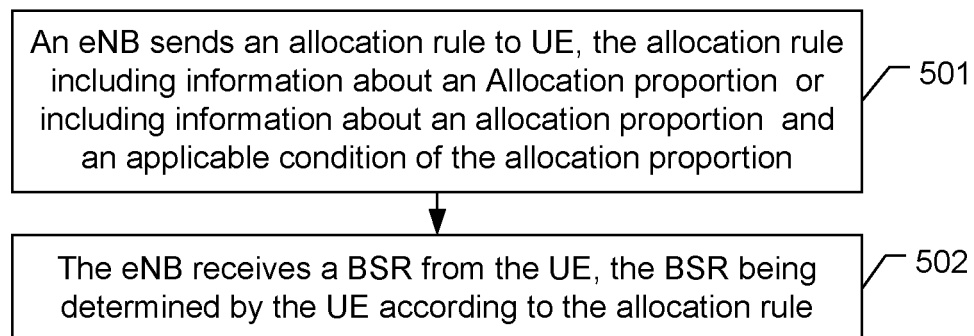 An eNB sends an allocation rule to UE, the allocation rule
including information about an Allocation proportion or
including information about an allocation proportion and
an applicable condition of the allocation proportion
501
The eNB receives a BSR from the UE, the BSR being
determined by the UE according to the allocation rule
502